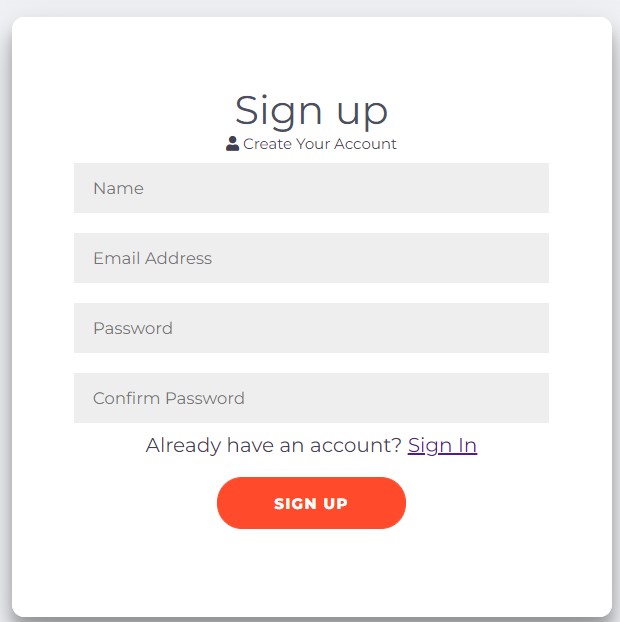 Sign up
Create Your Account
Name
Email Address
Password
Confirm Password
Already have an account? Sign In
SIGN UP